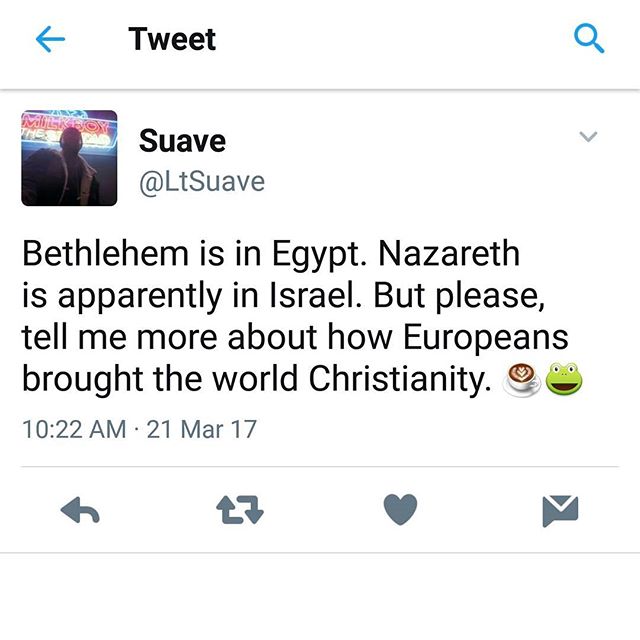 Tweet
MILKBOY
Suave
@LtSuave
Bethlehem is in Egypt. Nazareth
is apparently in Israel. But please,
tell me more about how Europeans
brought the world Christianity. ☕🐸
10:22 AM · 21 Mar 17